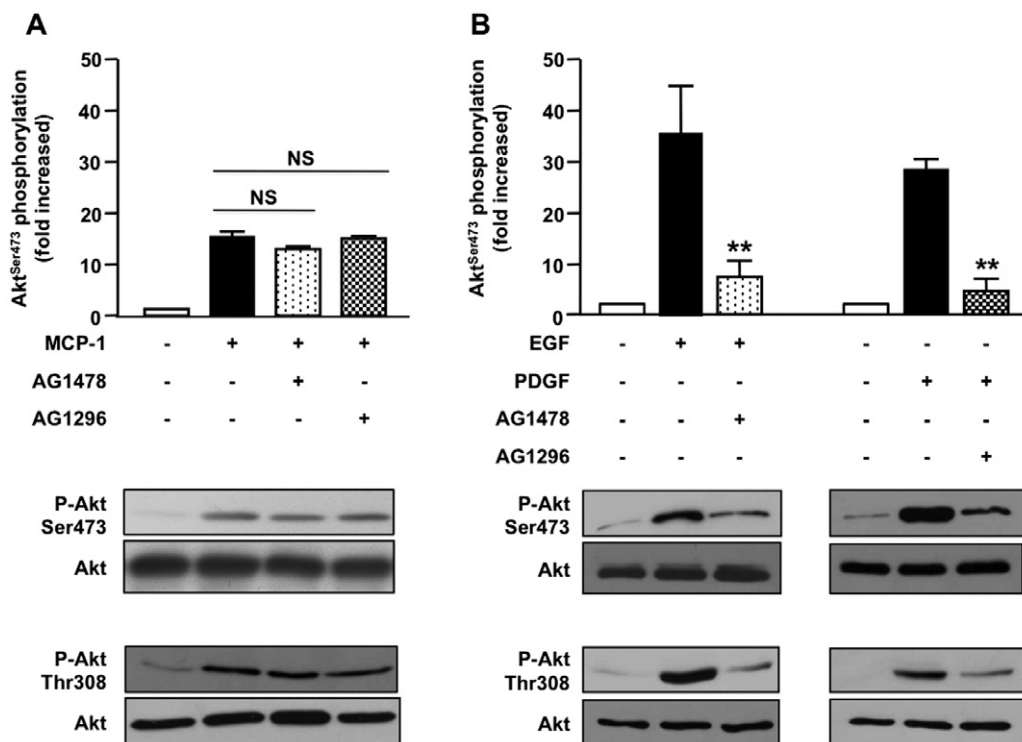 A
Akt^Ser473 phosphorylation
(fold increased)
50
40
30
20
10
0
NS
NS
MCP-1 - + + +
AG1478 - - + -
AG1296 - - - +
P-Akt
Ser473
Akt
P-Akt
Thr308
Akt
B
Akt^Ser473 phosphorylation
(fold increased)
50
40
30
20
10
0
**
**
EGF - + + - - -
PDGF - - - - + +
AG1478 - - + - - -
AG1296 - - - - - +
P-Akt
Ser473
Akt
P-Akt
Thr308
Akt